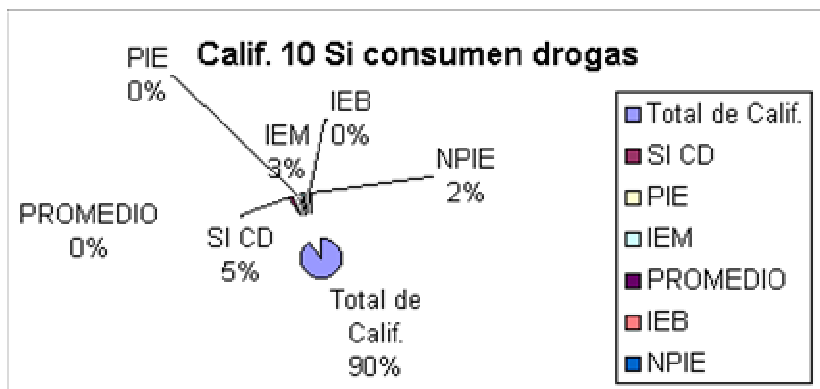 Calif. 10 Si consumen drogas
PIE
0%
IEB
0%
IEM
3%
NPIE
2%
PROMEDIO
0%
SI CD
5%
Total de
Calif.
90%
Total de Calif.
SI CD
PIE
IEM
PROMEDIO
IEB
NPIE